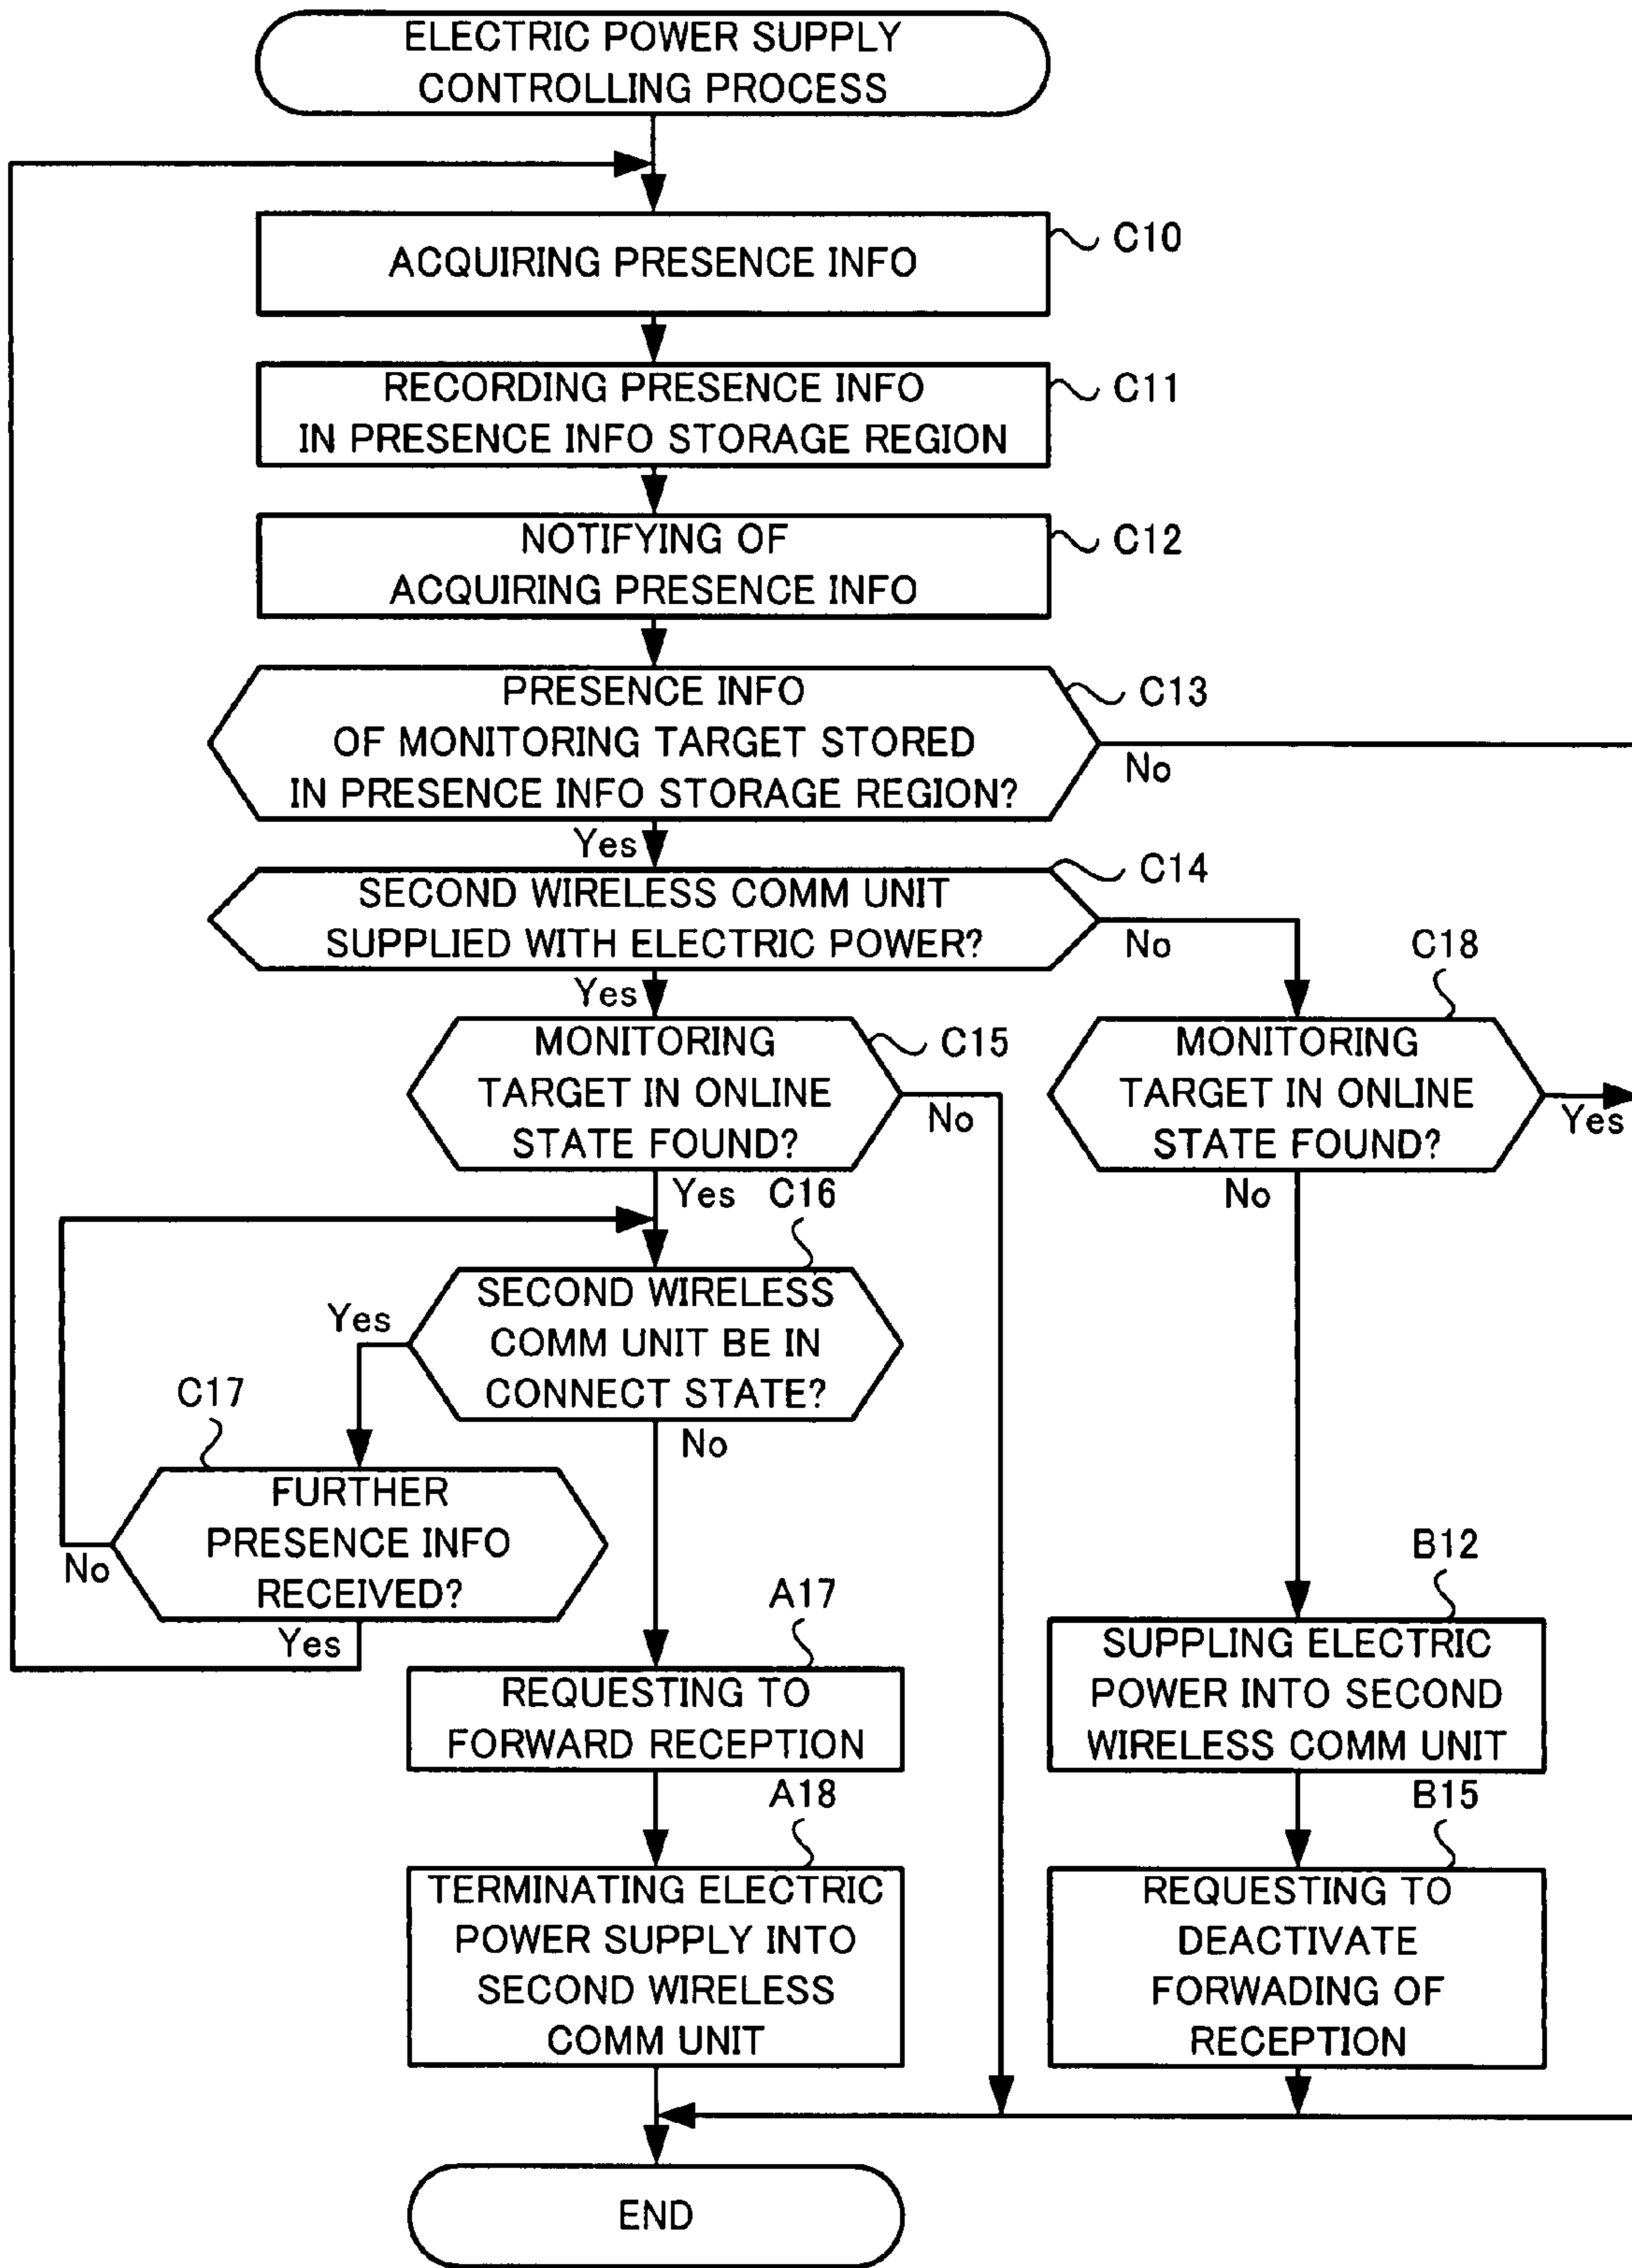 ELECTRIC POWER SUPPLY
CONTROLLING PROCESS
ACQUIRING PRESENCE INFO
C10
RECORDING PRESENCE INFO
IN PRESENCE INFO STORAGE REGION
C11
NOTIFYING OF
ACQUIRING PRESENCE INFO
C12
PRESENCE INFO
OF MONITORING TARGET STORED
IN PRESENCE INFO STORAGE REGION?
C13
No
Yes
SECOND WIRELESS COMM UNIT
SUPPLIED WITH ELECTRIC POWER?
C14
No
Yes
MONITORING
TARGET IN ONLINE
STATE FOUND?
C15
No
Yes
C18
MONITORING
TARGET IN ONLINE
STATE FOUND?
Yes
No
C16
SECOND WIRELESS
COMM UNIT BE IN
CONNECT STATE?
Yes
No
C17
FURTHER
PRESENCE INFO
RECEIVED?
No
Yes
A17
REQUESTING TO
FORWARD RECEPTION
B12
SUPPLING ELECTRIC
POWER INTO SECOND
WIRELESS COMM UNIT
A18
TERMINATING ELECTRIC
POWER SUPPLY INTO
SECOND WIRELESS
COMM UNIT
B15
REQUESTING TO
DEACTIVATE
FORWADING OF
RECEPTION
END